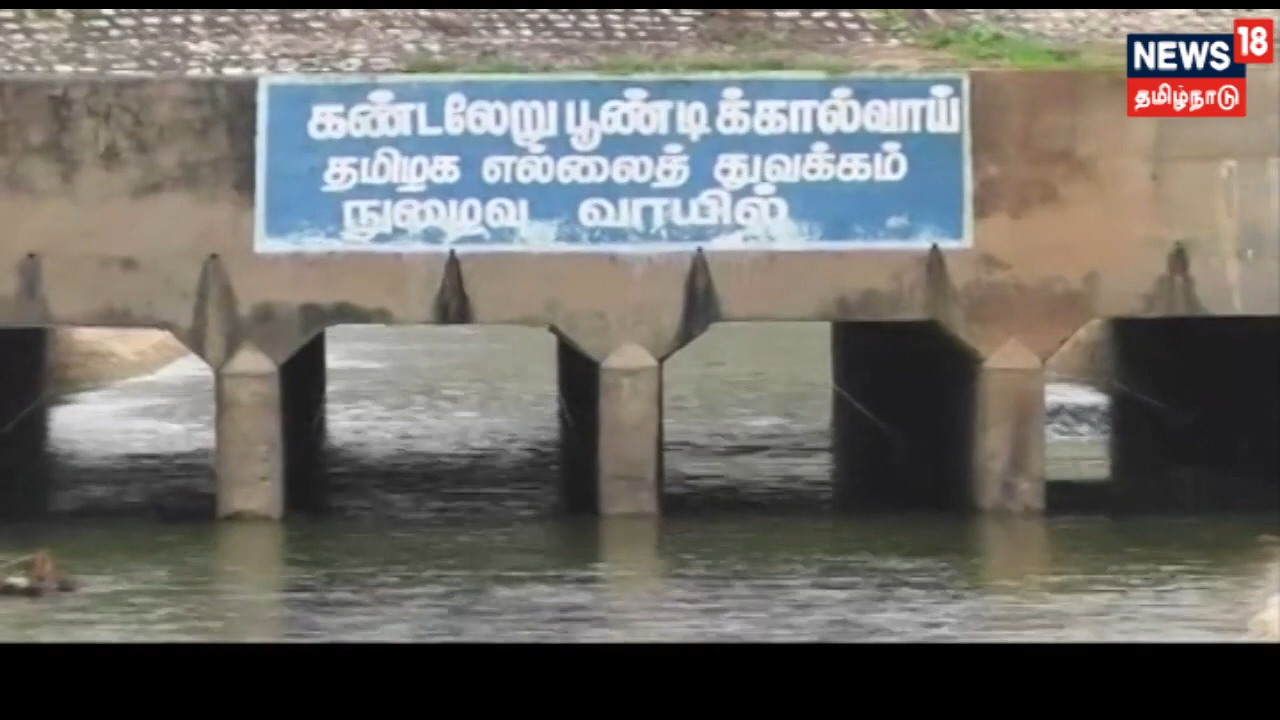 கண்டலேறு பூண்டிக்கால்வாய்
தமிழக எல்லைத் துவக்கம்
நுழைவு வாயில்
NEWS 18
தமிழ்நாடு